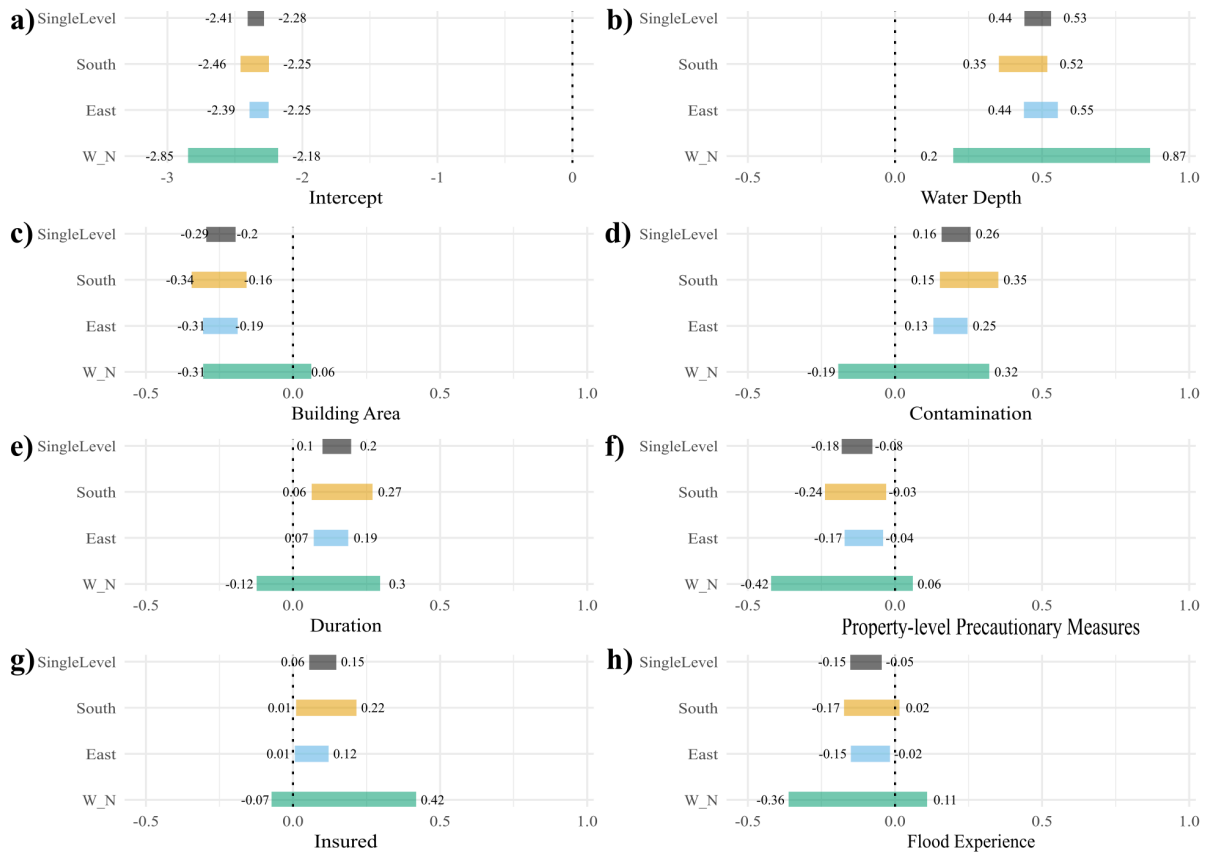 a)
SingleLevel -2.41 -2.28
South -2.46 -2.25
East -2.39 -2.25
W_N -2.85 -2.18
-3 -2 -1 0
Intercept
b)
SingleLevel 0.44 0.53
South 0.35 0.52
East 0.44 0.55
W_N 0.2 0.87
-0.5 0.0 0.5 1.0
Water Depth
c)
SingleLevel -0.29 -0.2
South -0.34 -0.16
East -0.31 -0.19
W_N -0.31 0.06
-0.5 0.0 0.5 1.0
Building Area
d)
SingleLevel 0.16 0.26
South 0.15 0.35
East 0.13 0.25
W_N -0.19 0.32
-0.5 0.0 0.5 1.0
Contamination
e)
SingleLevel 0.1 0.2
South 0.06 0.27
East 0.07 0.19
W_N -0.12 0.3
-0.5 0.0 0.5 1.0
Duration
f)
SingleLevel -0.18 -0.08
South -0.24 -0.03
East -0.17 -0.04
W_N -0.42 0.06
-0.5 0.0 0.5 1.0
Property-level Precautionary Measures
g)
SingleLevel 0.06 0.15
South 0.01 0.22
East 0.01 0.12
W_N -0.07 0.42
-0.5 0.0 0.5 1.0
Insured
h)
SingleLevel -0.15 -0.05
South -0.17 0.02
East -0.15 -0.02
W_N -0.36 0.11
-0.5 0.0 0.5 1.0
Flood Experience